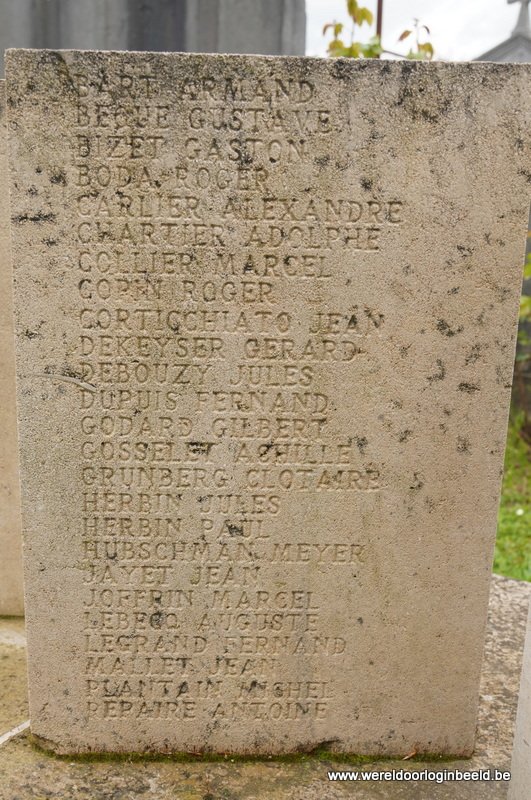 BART ARMAND
BEGUE GUSTAVE
BIZET GASTON
BODA ROGER
CARLIER ALEXANDRE
CHARTIER ADOLPHE
COLLIER MARCEL
COPIN ROGER
CORTICCHIATO JEAN
DEKEYSER GERARD
DEBOUZY JULES
DUPUIS FERNAND
GODARD GILBERT
GOSSELET ACHILLE
GRUNBERG CLOTAIRE
HERBIN JULES
HERBIN PAUL
HUBSCHMAN MEYER
JAYET JEAN
JOFFRIN MARCEL
LEBECQ AUGUSTE
LEGRAND FERNAND
MALLET JEAN
PLANTAIN MICHEL
REPAIRE ANTOINE
www.wereldoorloginbeeld.be